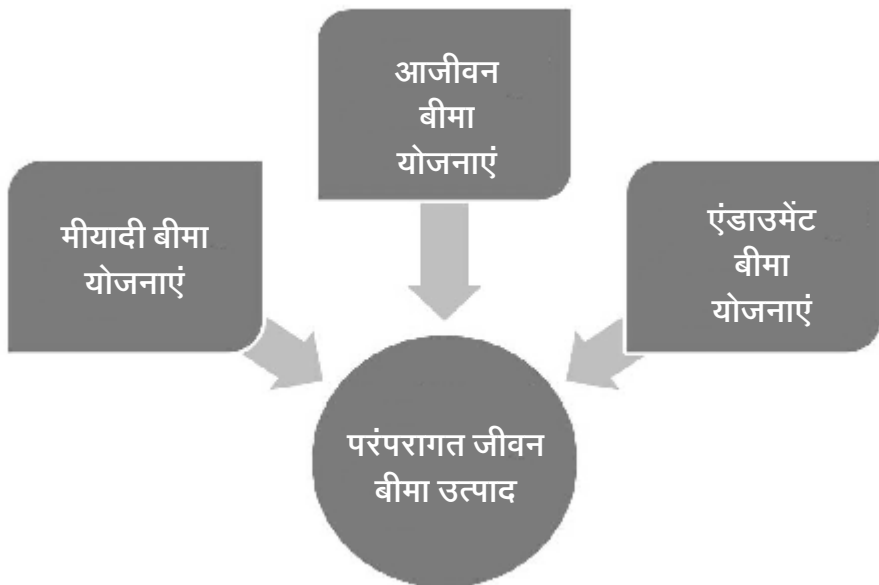 आजीवन
बीमा
योजनाएं
मीयादी बीमा
योजनाएं
एंडाउमेंट
बीमा
योजनाएं
परंपरागत जीवन
बीमा उत्पाद